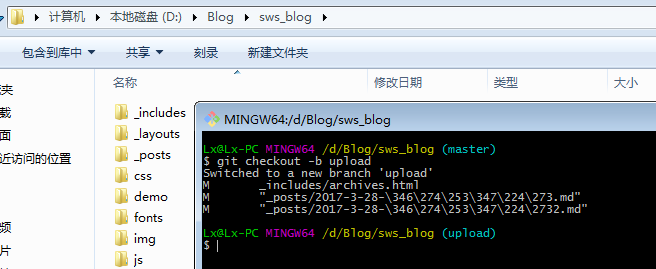 计算机 ▸ 本地磁盘 (D:) ▸ Blog ▸ sws_blog ▸
包含到库中 共享 刻录 新建文件夹
名称 修改日期 类型 大小
_includes
_layouts
_posts
css
demo
fonts
img
js
夹
载
面
近访问的位置
频
片
MINGW64:/d/Blog/sws_blog
Lx@Lx-PC MINGW64 /d/Blog/sws_blog (master)
$ git checkout -b upload
Switched to a new branch 'upload'
M       _includes/archives.html
M       "_posts/2017-3-28-\346\274\253\347\224\273.md"
M       "_posts/2017-3-28-\346\274\253\347\224\2732.md"
Lx@Lx-PC MINGW64 /d/Blog/sws_blog (upload)
$